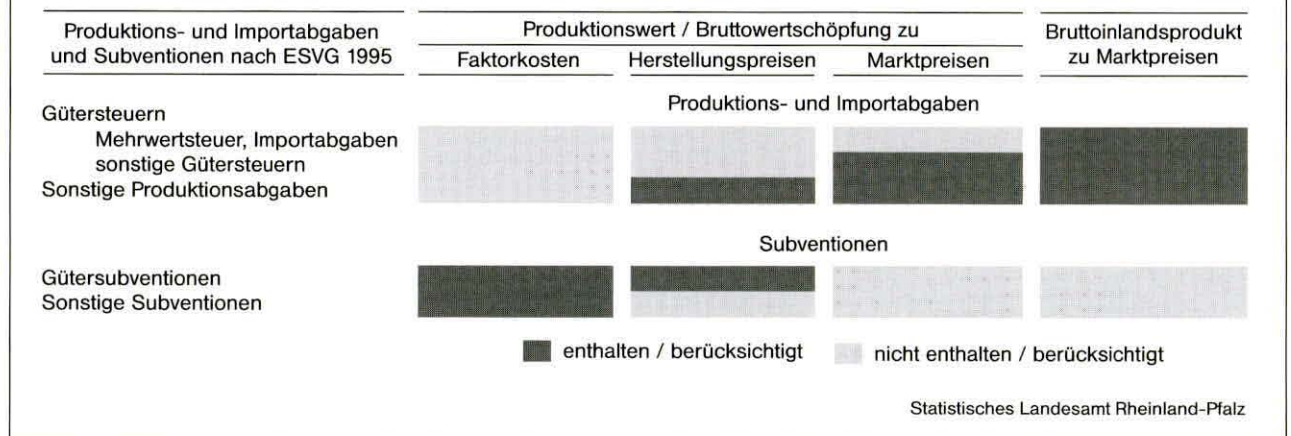 Produktions- und Importabgaben
und Subventionen nach ESVG 1995
Produktionswert / Bruttowertschöpfung zu
Faktorkosten Herstellungspreisen Marktpreisen
Bruttoinlandsprodukt
zu Marktpreisen
Produktions- und Importabgaben
Gütersteuern
Mehrwertsteuer, Importabgaben
sonstige Gütersteuern
Sonstige Produktionsabgaben
Subventionen
Gütersubventionen
Sonstige Subventionen
enthalten / berücksichtigt nicht enthalten / berücksichtigt
Statistisches Landesamt Rheinland-Pfalz